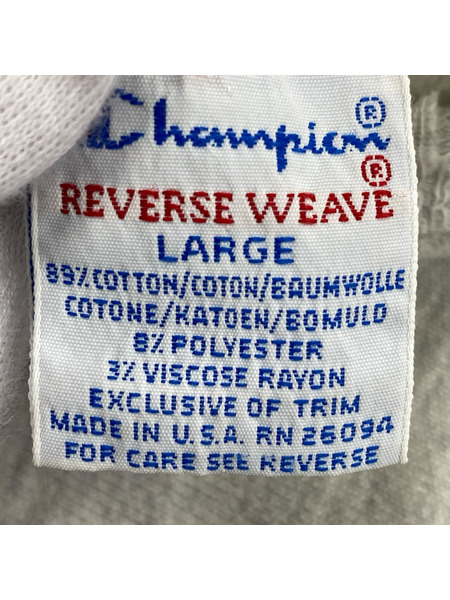 Champion®
REVERSE WEAVE®
LARGE
89% COTTON/COTON/BAUMWOLLE
COTONE/KATOEN/BOMULD
8% POLYESTER
3% VISCOSE RAYON
EXCLUSIVE OF TRIM
MADE IN U.S.A. RN 26094
FOR CARE SEE REVERSE